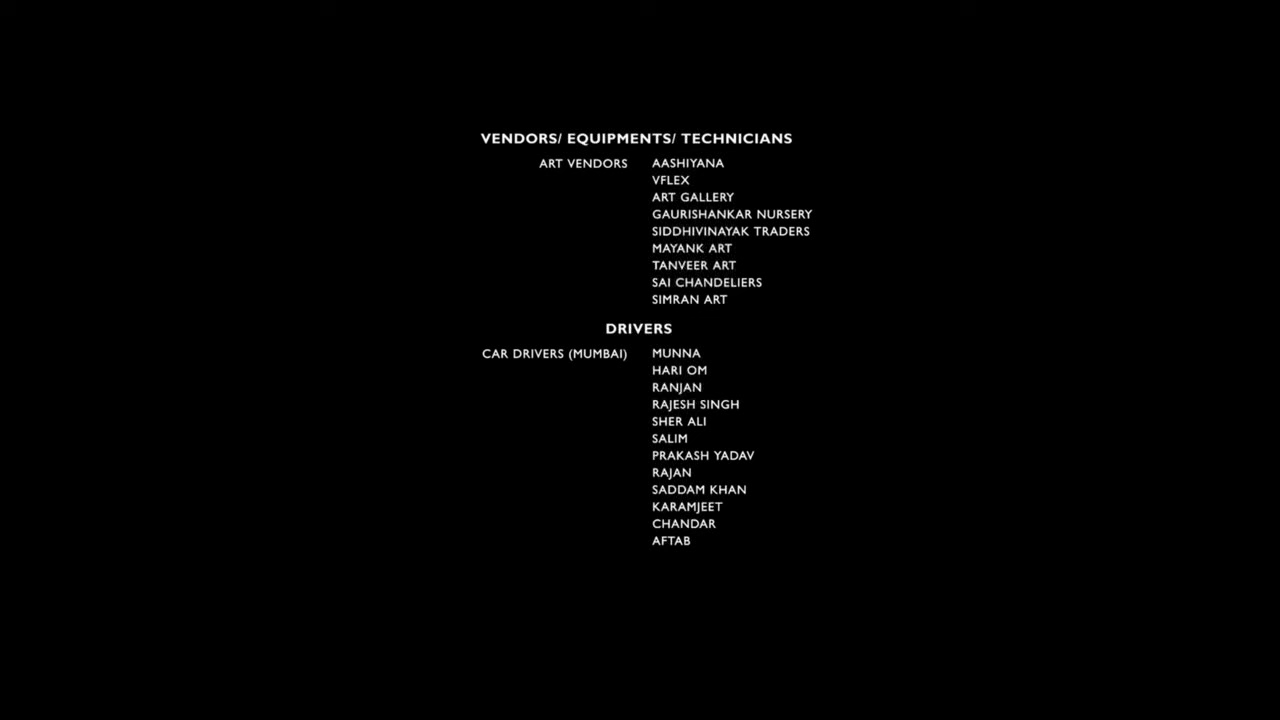 VENDORS/ EQUIPMENTS/ TECHNICIANS
ART VENDORS AASHIYANA
VFLEX
ART GALLERY
GAURISHANKAR NURSERY
SIDDHIVINAYAK TRADERS
MAYANK ART
TANVEER ART
SAI CHANDELIERS
SIMRAN ART
DRIVERS
CAR DRIVERS (MUMBAI) MUNNA
HARI OM
RANJAN
RAJESH SINGH
SHER ALI
SALIM
PRAKASH YADAV
RAJAN
SADDAM KHAN
KARAMJEET
CHANDAR
AFTAB